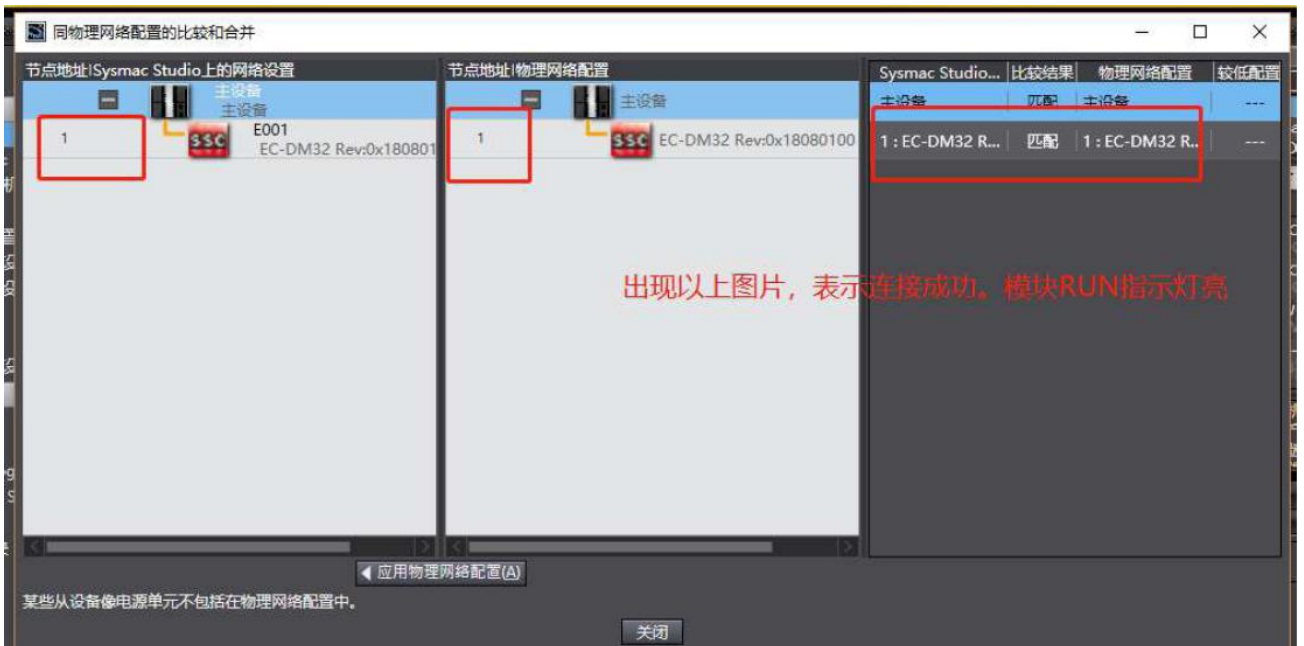 同物理网络配置的比较和合并
节点地址|Sysmac Studio上的网络设置
主设备
主设备
1
E001
EC-DM32 Rev:0x180801
节点地址|物理网络配置
主设备
1
EC-DM32 Rev:0x18080100
Sysmac Studio... 比较结果 物理网络配置 较低配置
主设备 匹配 主设备 ---
1 : EC-DM32 R... 匹配 1 : EC-DM32 R.. ---
出现以上图片，表示连接成功。模块RUN指示灯亮
应用物理网络配置(A)
某些从设备像电源单元不包括在物理网络配置中。
关闭